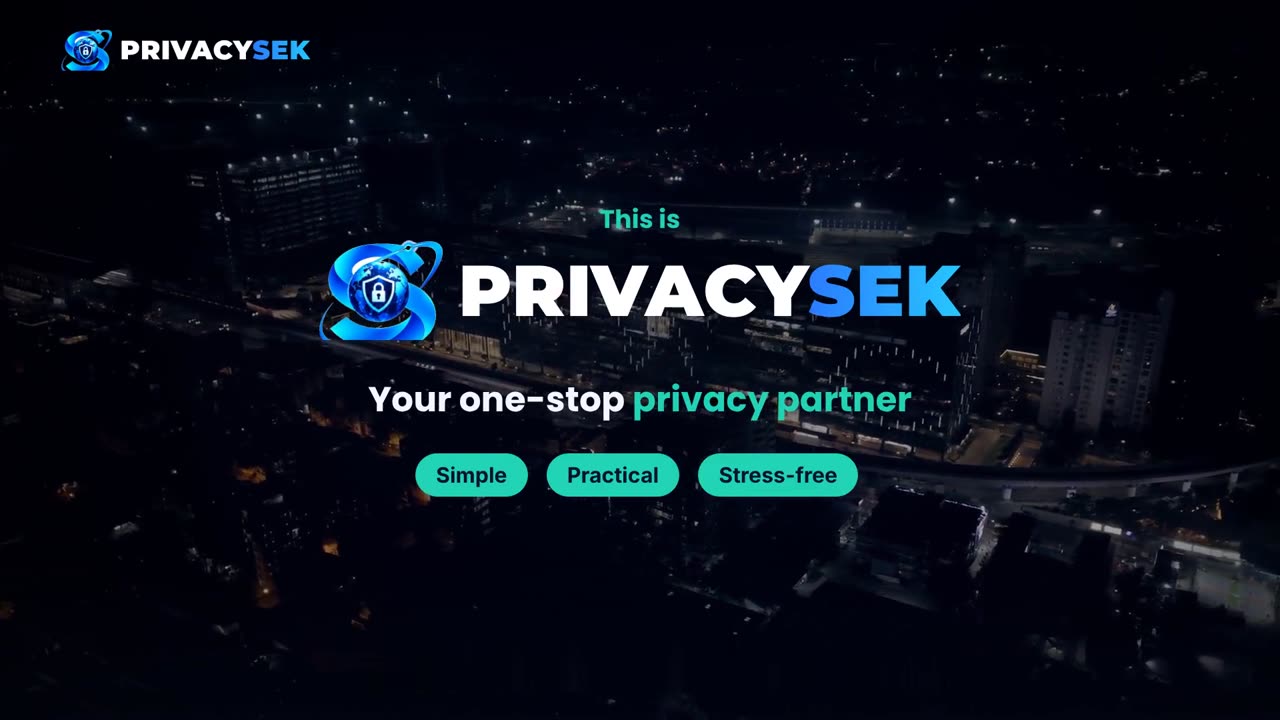 PRIVACYSEK
This is
PRIVACYSEK
Your one-stop privacy partner
Simple Practical Stress-free